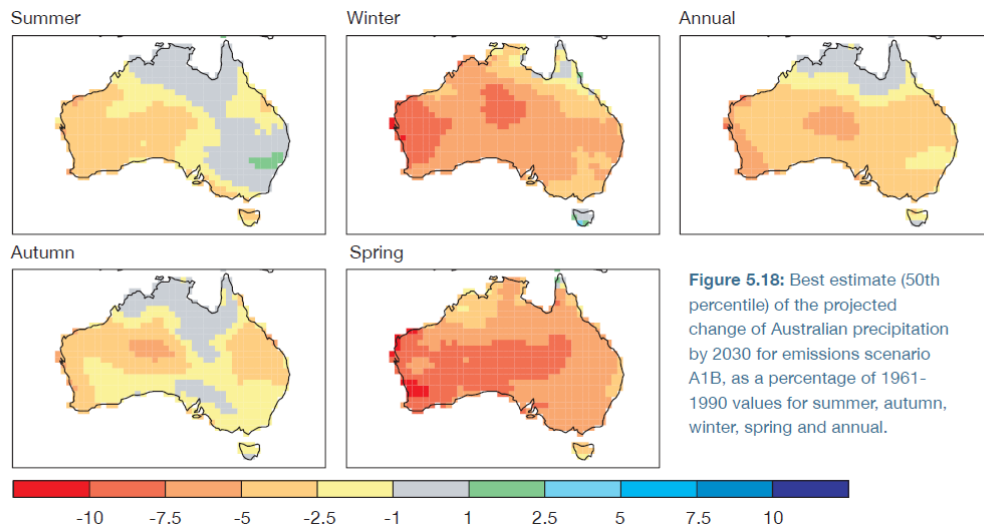 Summer
Winter
Annual
Autumn
Spring
Figure 5.18: Best estimate (50th
percentile) of the projected
change of Australian precipitation
by 2030 for emissions scenario
A1B, as a percentage of 1961-
1990 values for summer, autumn,
winter, spring and annual.
-10 -7.5 -5 -2.5 -1 1 2.5 5 7.5 10